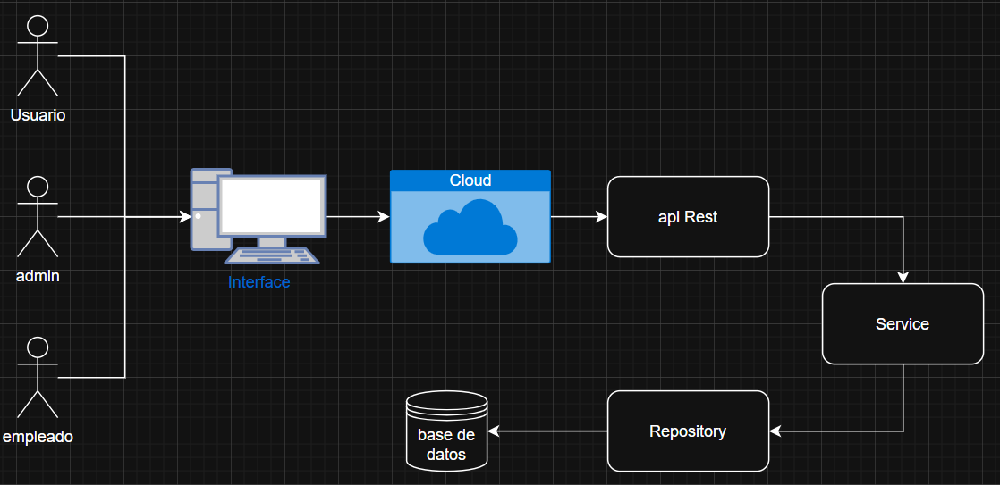 Usuario
Cloud
api Rest
admin
Interface
Service
empleado
base de
datos
Repository